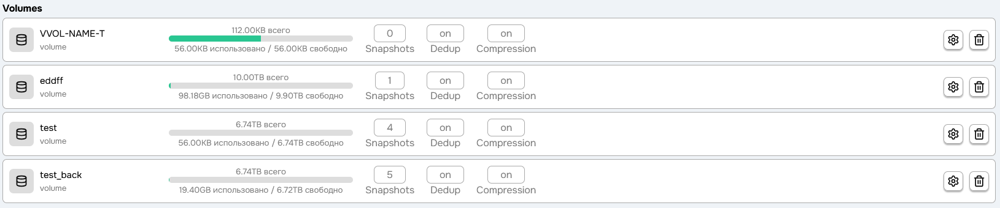 Volumes
VVOL-NAME-T
volume
112.00KB всего
56.00KB использовано / 56.00KB свободно
0
Snapshots
on
Dedup
on
Compression
eddff
volume
10.00TB всего
98.18GB использовано / 9.90TB свободно
1
Snapshots
on
Dedup
on
Compression
test
volume
6.74TB всего
56.00KB использовано / 6.74TB свободно
4
Snapshots
on
Dedup
on
Compression
test_back
volume
6.74TB всего
19.40GB использовано / 6.72TB свободно
5
Snapshots
on
Dedup
on
Compression